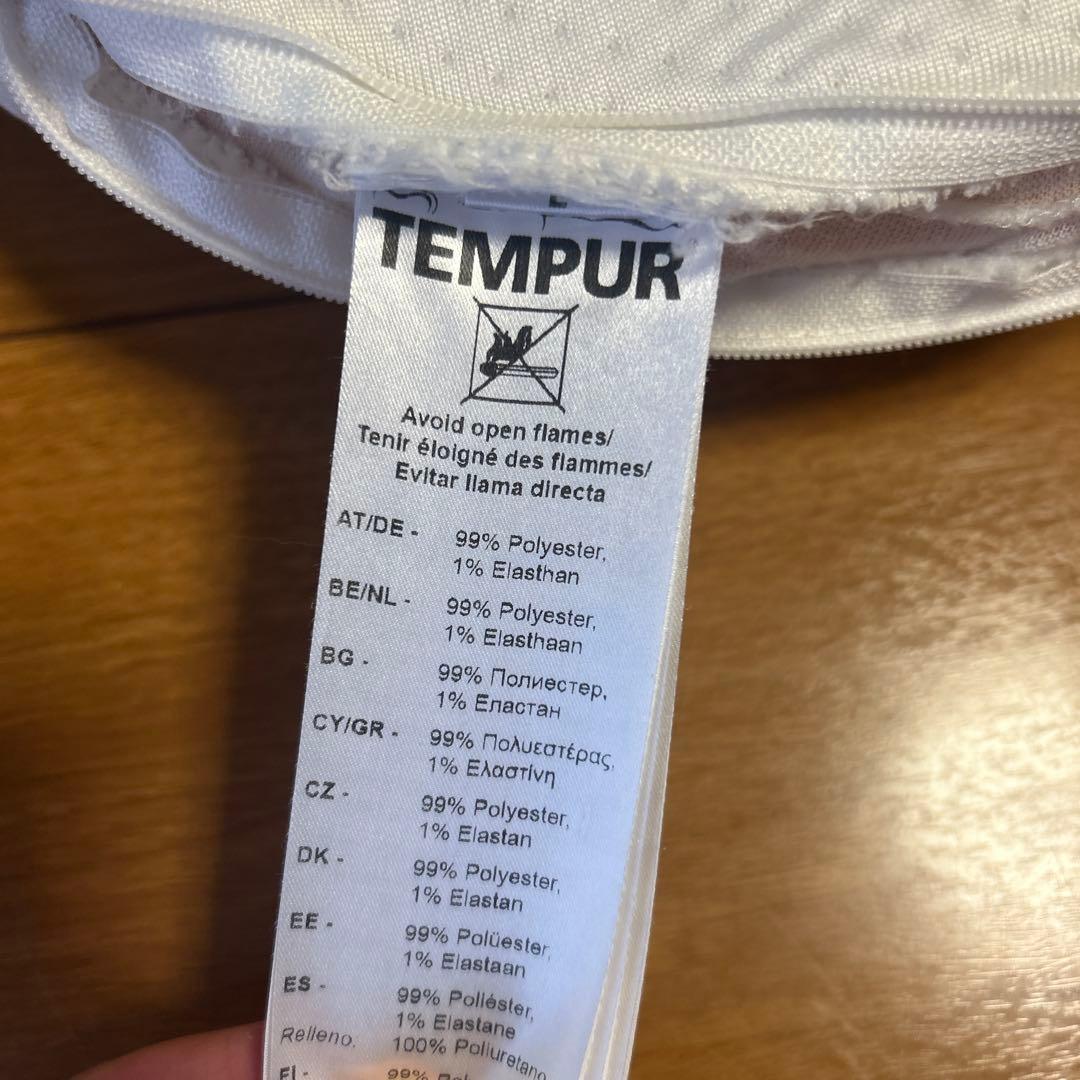 TEMPUR
Avoid open flames/
Tenir éloigné des flammes/
Evitar llama directa
AT/DE - 99% Polyester,
1% Elasthan
BE/NL - 99% Polyester,
1% Elasthaan
BG - 99% Полиестер,
1% Еластан
CY/GR - 99% Πολυεστέρας,
1% Ελαστίνη
CZ - 99% Polyester,
1% Elastan
DK - 99% Polyester,
1% Elastan
EE - 99% Polüester,
1% Elastaan
ES - 99% Poliéster,
1% Elastane
Relleno. 100% Poliuretano
FI - 99%